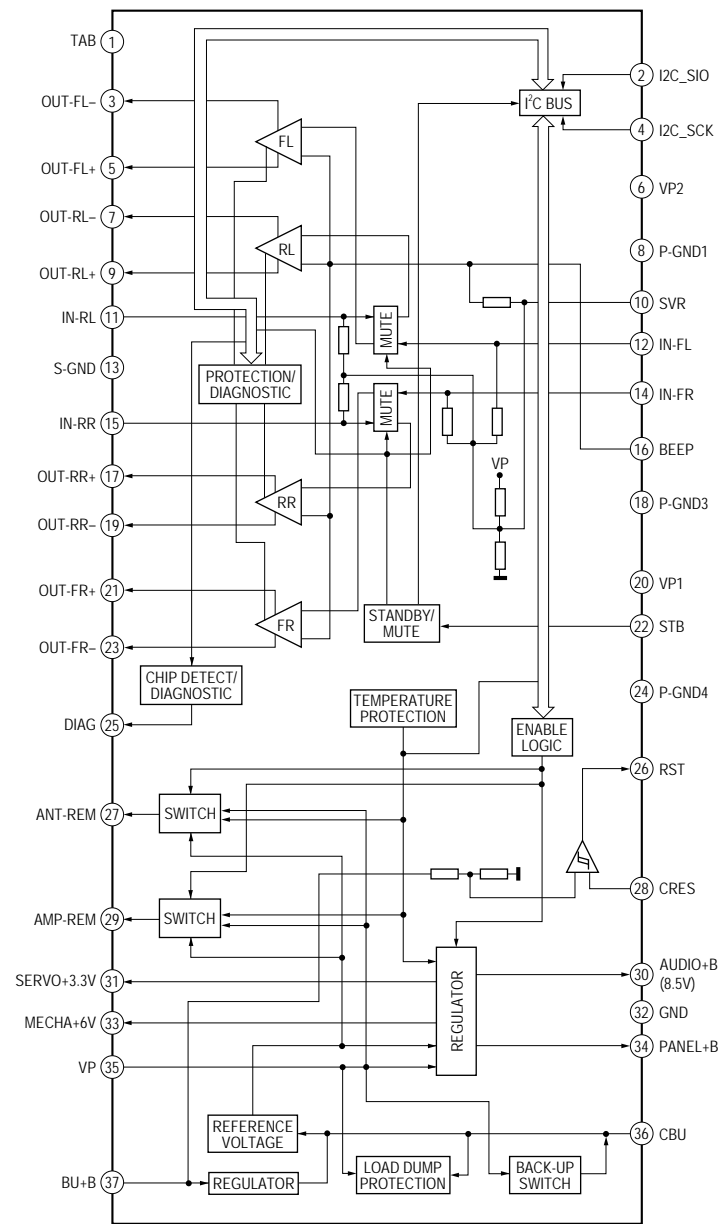 TAB 1
2 I2C_SIO
OUT-FL– 3
I²C BUS
4 I2C_SCK
FL
OUT-FL+ 5
6 VP2
OUT-RL– 7
RL
8 P-GND1
OUT-RL+ 9
10 SVR
IN-RL 11
MUTE
12 IN-FL
S-GND 13
PROTECTION/
DIAGNOSTIC
MUTE
14 IN-FR
IN-RR 15
16 BEEP
VP
OUT-RR+ 17
RR
18 P-GND3
OUT-RR– 19
20 VP1
OUT-FR+ 21
FR
STANDBY/
MUTE
22 STB
OUT-FR– 23
CHIP DETECT/
DIAGNOSTIC
24 P-GND4
DIAG 25
TEMPERATURE
PROTECTION
ENABLE
LOGIC
26 RST
ANT-REM 27
SWITCH
28 CRES
AMP-REM 29
SWITCH
REGULATOR
30 AUDIO+B
(8.5V)
SERVO+3.3V 31
32 GND
MECHA+6V 33
34 PANEL+B
VP 35
REFERENCE
VOLTAGE
36 CBU
BU+B 37
REGULATOR
LOAD DUMP
PROTECTION
BACK-UP
SWITCH